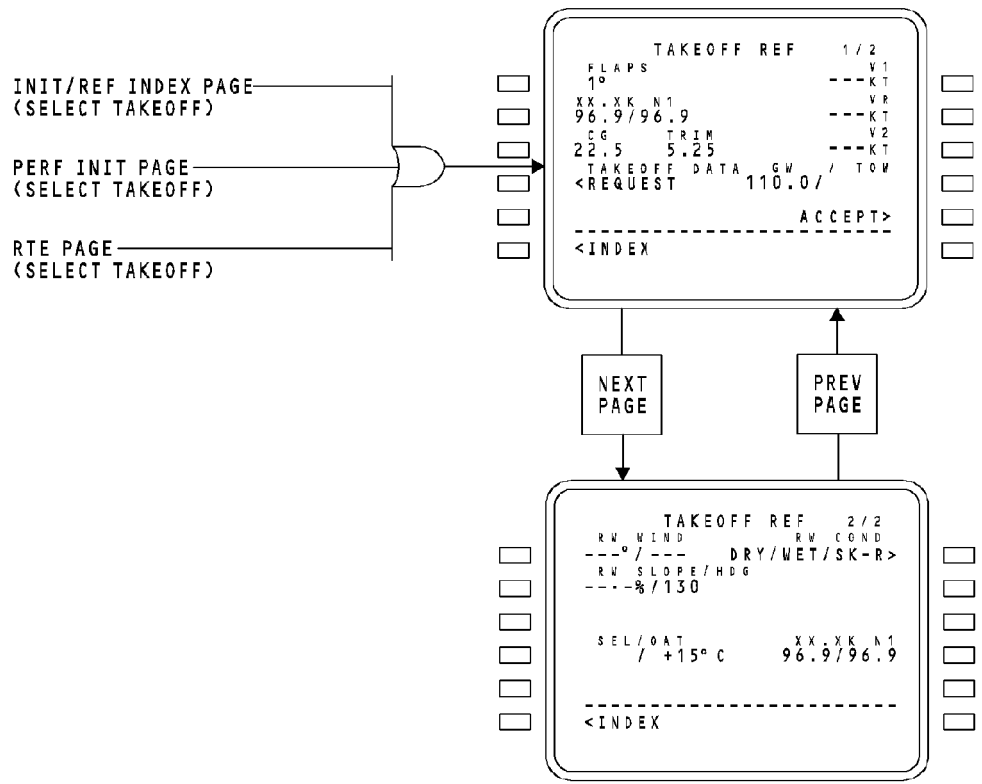 INIT/REF INDEX PAGE
(SELECT TAKEOFF)
PERF INIT PAGE
(SELECT TAKEOFF)
RTE PAGE
(SELECT TAKEOFF)
TAKEOFF REF 1/2
FLAPS V1
1° ---KT
XX.XK N1 VR
96.9/96.9 ---KT
CG TRIM V2
22.5 5.25 ---KT
TAKEOFF DATA GW / TOW
<REQUEST 110.0/
ACCEPT>
<INDEX
NEXT
PAGE
PREV
PAGE
TAKEOFF REF 2/2
RW WIND RW COND
---°/--- DRY/WET/SK-R>
RW SLOPE/HDG
--.-%/130
SEL/OAT XX.XK N1
/ +15°C 96.9/96.9
<INDEX